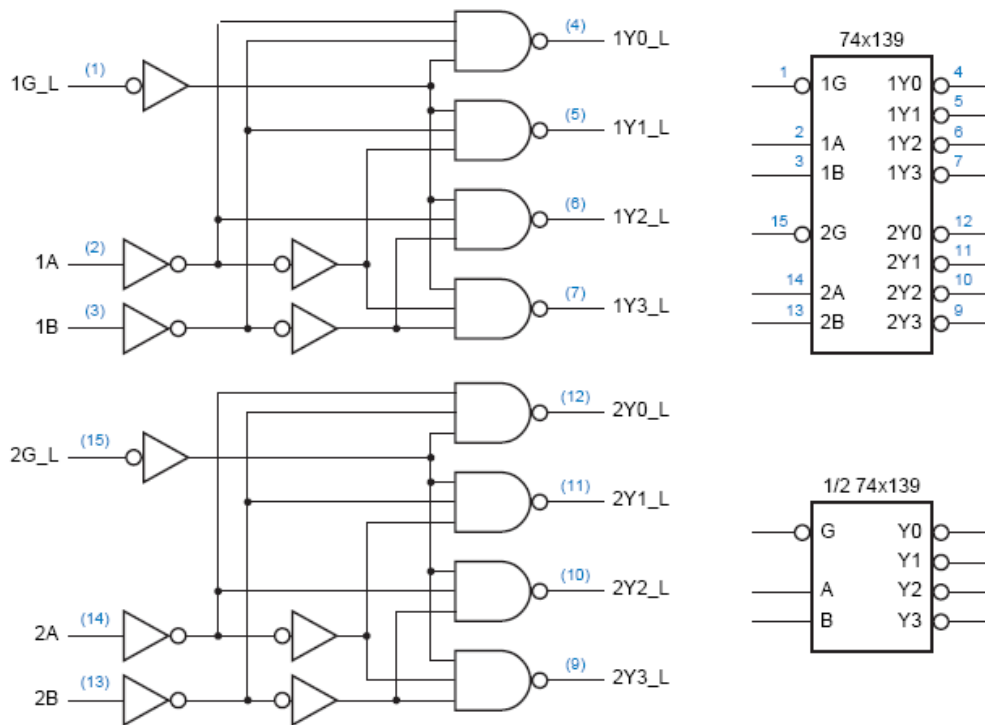 (4) 1Y0_L
1G_L (1)
(5) 1Y1_L
(6) 1Y2_L
1A (2)
1B (3)
(7) 1Y3_L
(12) 2Y0_L
2G_L (15)
(11) 2Y1_L
(10) 2Y2_L
2A (14)
2B (13)
(9) 2Y3_L
74x139
1 1G 1Y0 4
1Y1 5
2 1A 1Y2 6
3 1B 1Y3 7
15 2G 2Y0 12
2Y1 11
14 2A 2Y2 10
13 2B 2Y3 9
1/2 74x139
G Y0
Y1
A Y2
B Y3